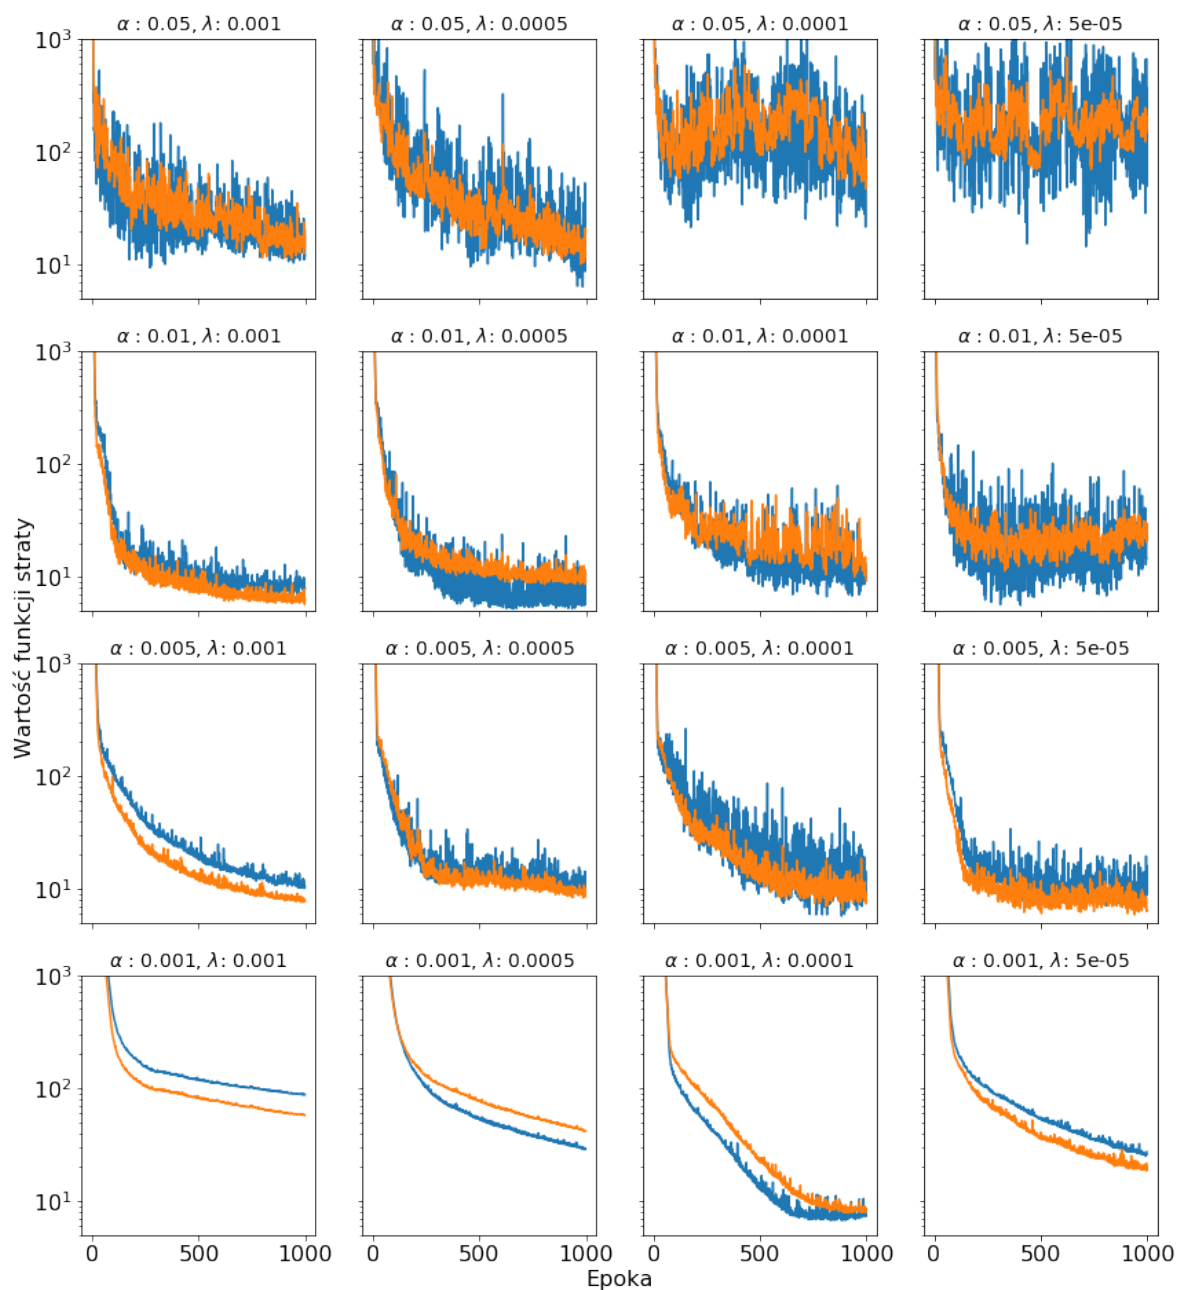 α : 0.05, λ: 0.001
α : 0.05, λ: 0.0005
α : 0.05, λ: 0.0001
α : 0.05, λ: 5e-05
10³
10²
10¹
α : 0.01, λ: 0.001
α : 0.01, λ: 0.0005
α : 0.01, λ: 0.0001
α : 0.01, λ: 5e-05
10³
10²
10¹
α : 0.005, λ: 0.001
α : 0.005, λ: 0.0005
α : 0.005, λ: 0.0001
α : 0.005, λ: 5e-05
10³
10²
10¹
α : 0.001, λ: 0.001
α : 0.001, λ: 0.0005
α : 0.001, λ: 0.0001
α : 0.001, λ: 5e-05
10³
10²
10¹
0 500 1000
0 500 1000
0 500 1000
0 500 1000
Wartość funkcji straty
Epoka